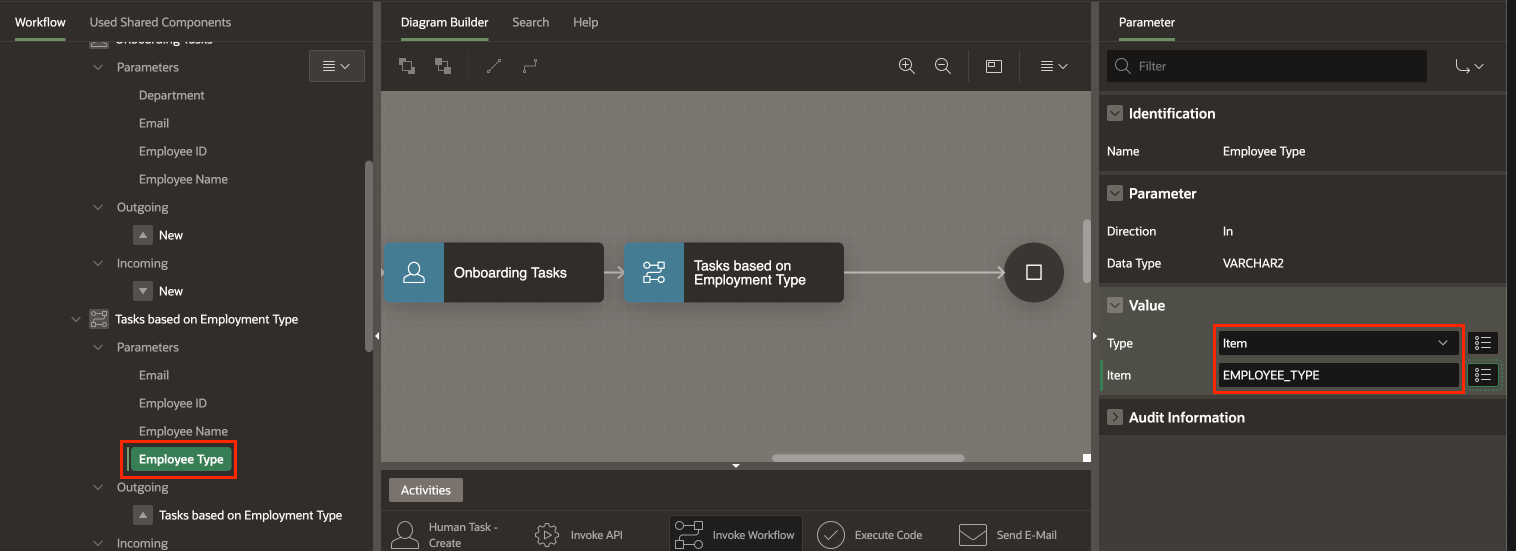 Workflow
Used Shared Components
Onboarding Tasks
Parameters
Department
Email
Employee ID
Employee Name
Outgoing
New
Incoming
New
Tasks based on Employment Type
Parameters
Email
Employee ID
Employee Name
Employee Type
Outgoing
Tasks based on Employment Type
Incoming
Diagram Builder
Search
Help
Onboarding Tasks
Tasks based on
Employment Type
Activities
Human Task -
Create
Invoke API
Invoke Workflow
Execute Code
Send E-Mail
Parameter
Filter
Identification
Name
Employee Type
Parameter
Direction
In
Data Type
VARCHAR2
Value
Type
Item
Item
EMPLOYEE_TYPE
Audit Information